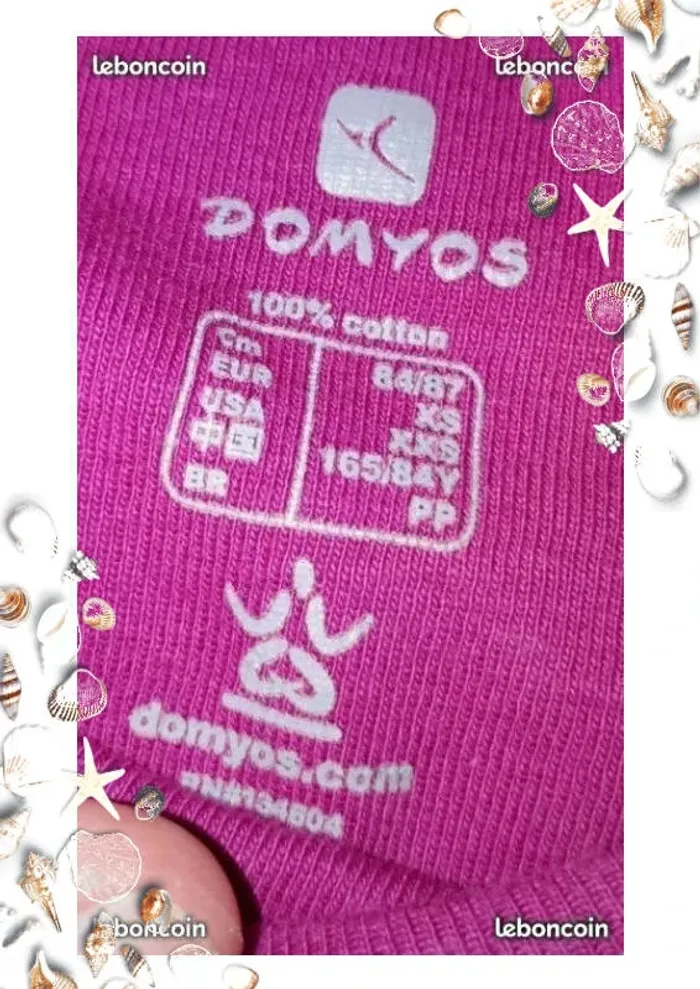 leboncoin
leboncoin
DOMYOS
100% cotton
cm 84/87
EUR XS
USA XXS
中国 165/84Y
BR PP
domyos.com
leboncoin
leboncoin